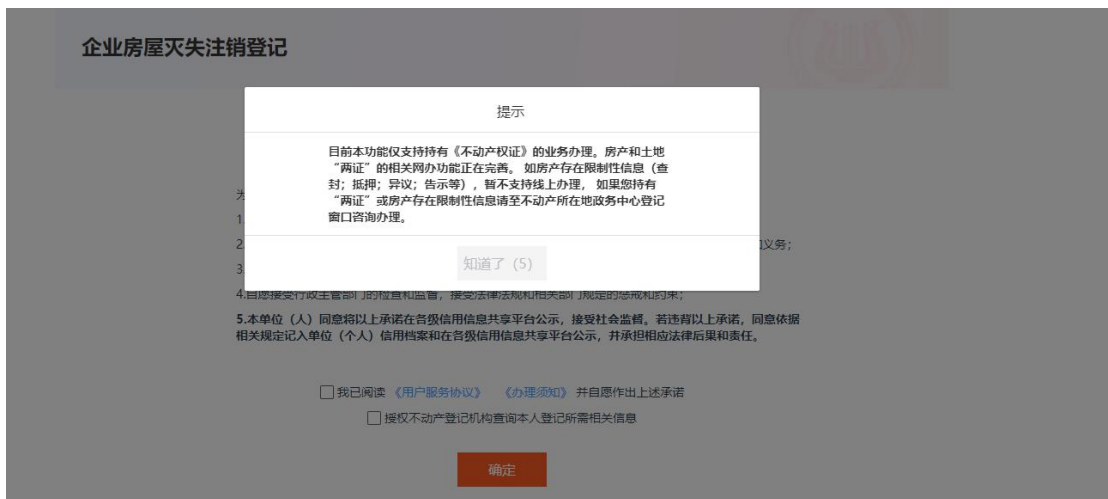 企业房屋灭失注销登记
提示
目前本功能仅支持持有《不动产权证》的业务办理。房产和土地
“两证”的相关网办功能正在完善。 如房产存在限制性信息（查
封；抵押；异议；告示等），暂不支持线上办理， 如果您持有
“两证”或房产存在限制性信息请至不动产所在地政务中心登记
窗口咨询办理。
1.
2.
义务；
知道了（5）
3.
4.自愿接受行政主管部门的检查和监督，接受法律法规和相关部门规定的惩戒和约束；
5.本单位（人）同意将以上承诺在各级信用信息共享平台公示，接受社会监督。若违背以上承诺，同意依据
相关规定记入单位（个人）信用档案和在各级信用信息共享平台公示，并承担相应法律后果和责任。
我已阅读 《用户服务协议》 《办理须知》 并自愿作出上述承诺
授权不动产登记机构查询本人登记所需相关信息
确定